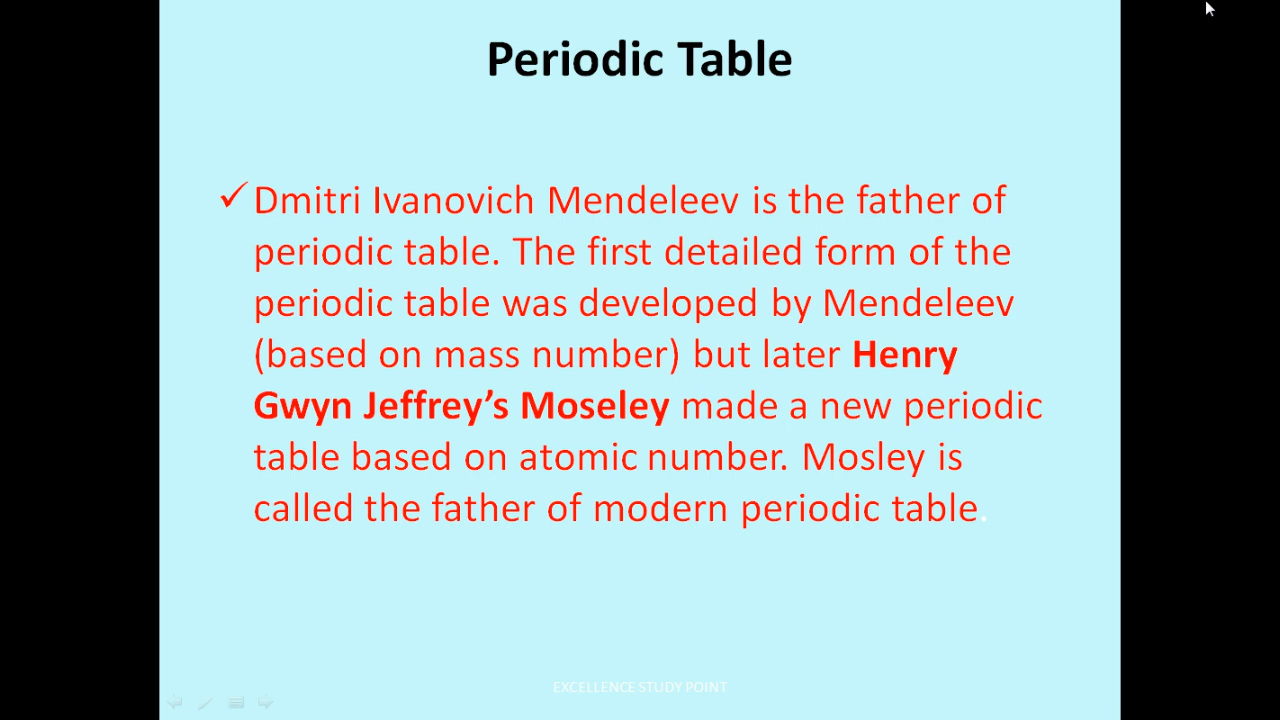 Periodic Table
✓ Dmitri Ivanovich Mendeleev is the father of
periodic table. The first detailed form of the
periodic table was developed by Mendeleev
(based on mass number) but later Henry
Gwyn Jeffrey’s Moseley made a new periodic
table based on atomic number. Mosley is
called the father of modern periodic table.
EXCELLENCE STUDY POINT